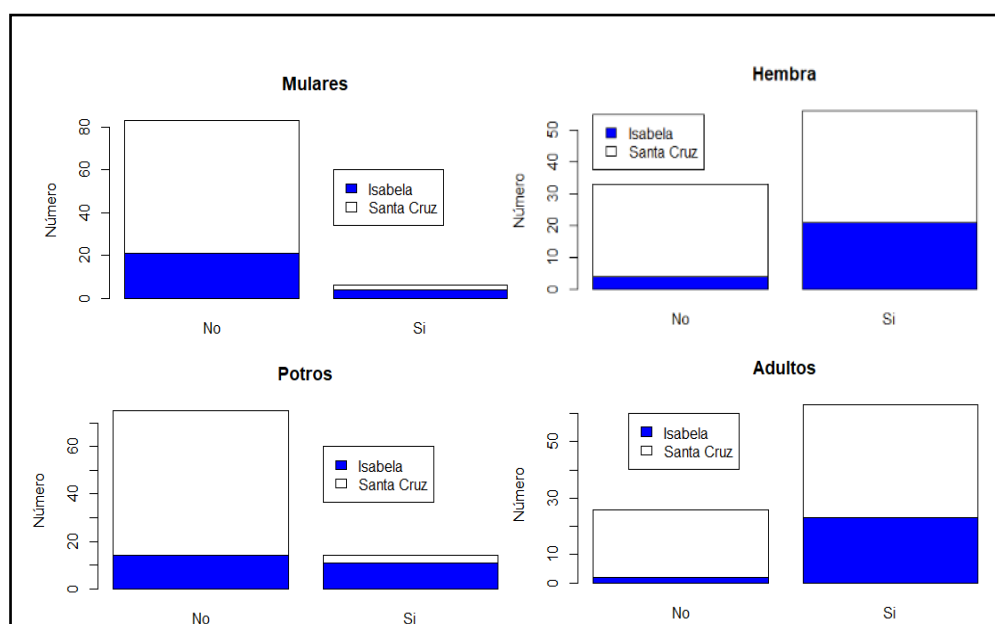 Mulares
Número
0
20
40
60
80
Isabela
Santa Cruz
No
Si
Hembra
Número
0
10
20
30
40
50
Isabela
Santa Cruz
No
Si
Potros
Número
0
20
40
60
Isabela
Santa Cruz
No
Si
Adultos
Número
0
10
30
50
Isabela
Santa Cruz
No
Si